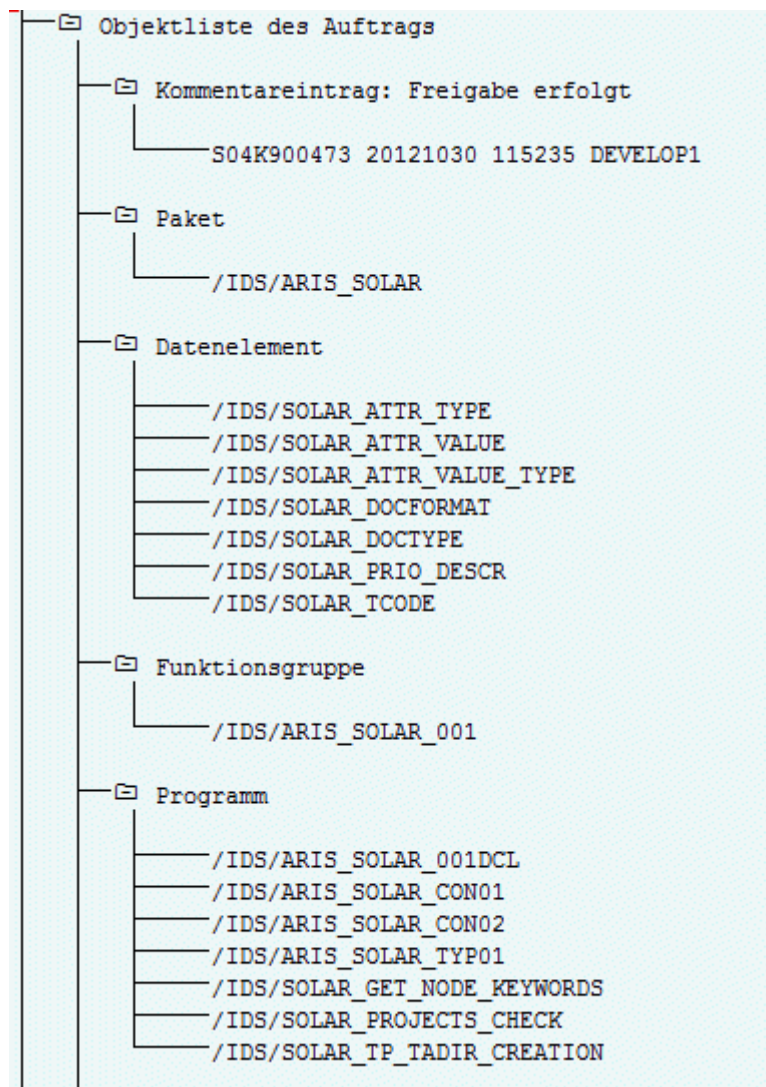 Objektliste des Auftrags
Kommentareintrag: Freigabe erfolgt
S04K900473 20121030 115235 DEVELOP1
Paket
/IDS/ARIS_SOLAR
Datenelement
/IDS/SOLAR_ATTR_TYPE
/IDS/SOLAR_ATTR_VALUE
/IDS/SOLAR_ATTR_VALUE_TYPE
/IDS/SOLAR_DOCFORMAT
/IDS/SOLAR_DOCTYPE
/IDS/SOLAR_PRIO_DESCR
/IDS/SOLAR_TCODE
Funktionsgruppe
/IDS/ARIS_SOLAR_001
Programm
/IDS/ARIS_SOLAR_001DCL
/IDS/ARIS_SOLAR_CON01
/IDS/ARIS_SOLAR_CON02
/IDS/ARIS_SOLAR_TYP01
/IDS/SOLAR_GET_NODE_KEYWORDS
/IDS/SOLAR_PROJECTS_CHECK
/IDS/SOLAR_TP_TADIR_CREATION